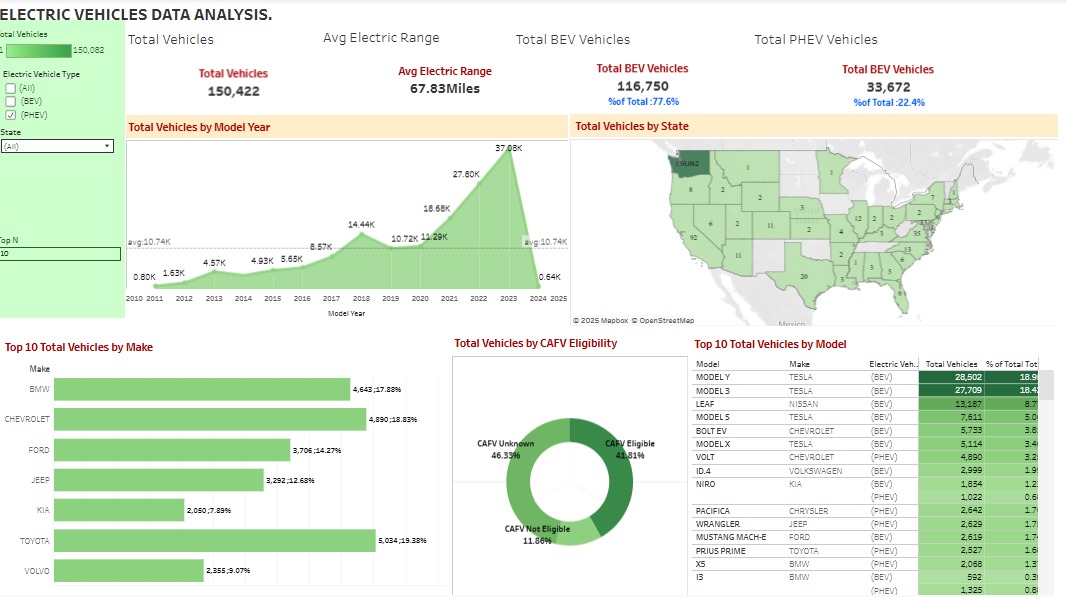 ELECTRIC VEHICLES DATA ANALYSIS.
otal Vehicles
1 150,082
Electric Vehicle Type
(All)
(BEV)
(PHEV)
State
(All)
op N
10
Total Vehicles Avg Electric Range Total BEV Vehicles Total PHEV Vehicles
Total Vehicles
150,422
Avg Electric Range
67.83Miles
Total BEV Vehicles
116,750
%of Total :77.6%
Total BEV Vehicles
33,672
%of Total :22.4%
Total Vehicles by Model Year
37.08K
27.80K
18.68K
14.44K
10.72K 11.29K
8.57K
avg:10.74K avg:10.74K
4.57K 4.93K 5.65K
0.80K 1.63K 0.64K
2010 2011 2012 2013 2014 2015 2016 2017 2018 2019 2020 2021 2022 2023 2024 2025
Model Year
Total Vehicles by State
150,082 1 1
8 2 2 3 7 1 3
92 6 2 11 2 12 2 2 2 33
4 3 35
11 2 13
20 3 1 3 5 6
9
© 2025 Mapbox © OpenStreetMap
Mexico
Top 10 Total Vehicles by Make
Make
BMW 4,643;17.88%
CHEVROLET 4,890;18.83%
FORD 3,706;14.27%
JEEP 3,292;12.68%
KIA 2,050;7.89%
TOYOTA 5,034;19.38%
VOLVO 2,355;9.07%
Total Vehicles by CAFV Eligibility
CAFV Unknown
46.33%
CAFV Eligible
41.81%
CAFV Not Eligible
11.86%
Top 10 Total Vehicles by Model
Model Make Electric Veh.. Total Vehicles % of Total Tot
MODEL Y TESLA (BEV) 28,502 18.9
MODEL 3 TESLA (BEV) 27,709 18.4
LEAF NISSAN (BEV) 13,187 8.7
MODEL S TESLA (BEV) 7,611 5.0
BOLT EV CHEVROLET (BEV) 5,733 3.8
MODEL X TESLA (BEV) 5,114 3.4
VOLT CHEVROLET (PHEV) 4,890 3.2
ID.4 VOLKSWAGEN (BEV) 2,999 1.9
NIRO KIA (BEV) 1,854 1.2
(PHEV) 1,022 0.6
PACIFICA CHRYSLER (PHEV) 2,642 1.7
WRANGLER JEEP (PHEV) 2,629 1.7
MUSTANG MACH-E FORD (BEV) 2,619 1.7
PRIUS PRIME TOYOTA (PHEV) 2,527 1.6
X5 BMW (PHEV) 2,068 1.3
I3 BMW (BEV) 592 0.3
(PHEV) 1,325 0.8